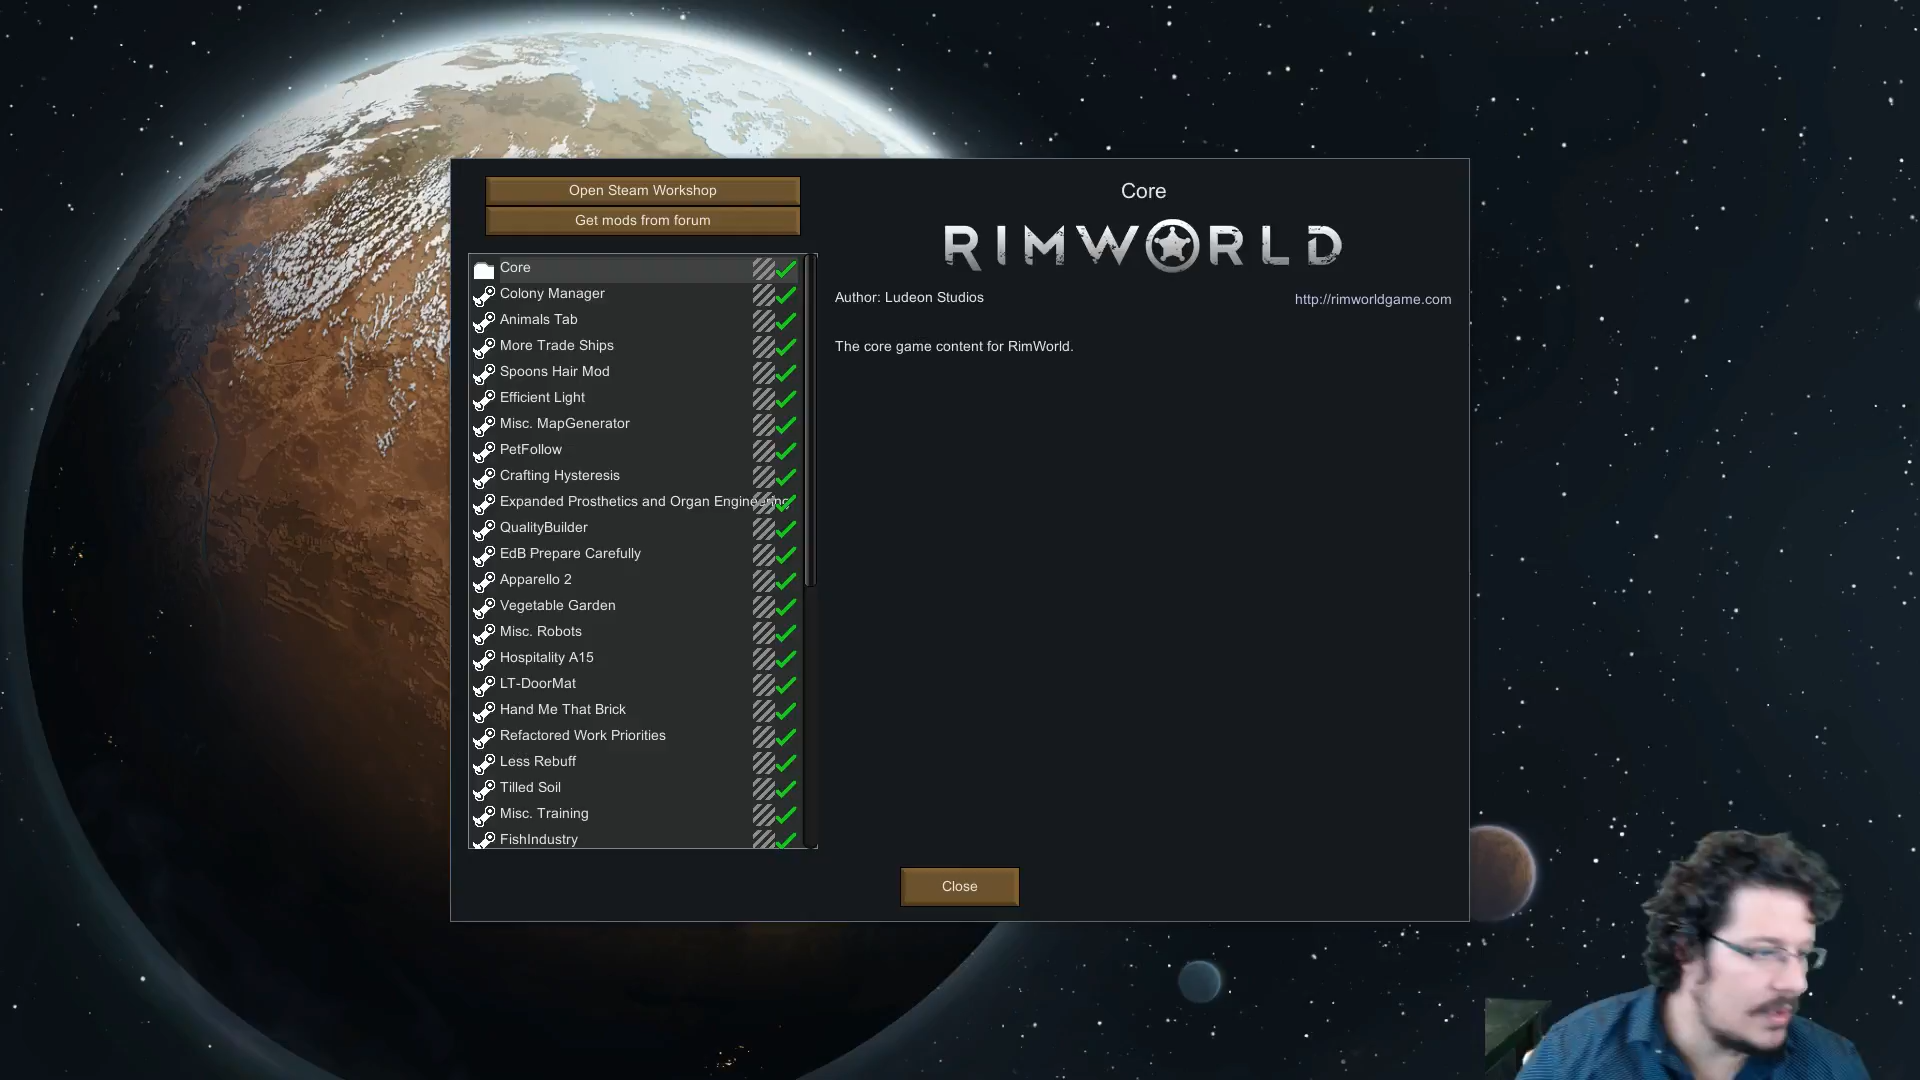 Open Steam Workshop
Get mods from forum
Core
Colony Manager
Animals Tab
More Trade Ships
Spoons Hair Mod
Efficient Light
Misc. MapGenerator
PetFollow
Crafting Hysteresis
Expanded Prosthetics and Organ Engineering
QualityBuilder
EdB Prepare Carefully
Apparello 2
Vegetable Garden
Misc. Robots
Hospitality A15
LT-DoorMat
Hand Me That Brick
Refactored Work Priorities
Less Rebuff
Tilled Soil
Misc. Training
FishIndustry
Core
RIMWORLD
Author: Ludeon Studios
http://rimworldgame.com
The core game content for RimWorld.
Close